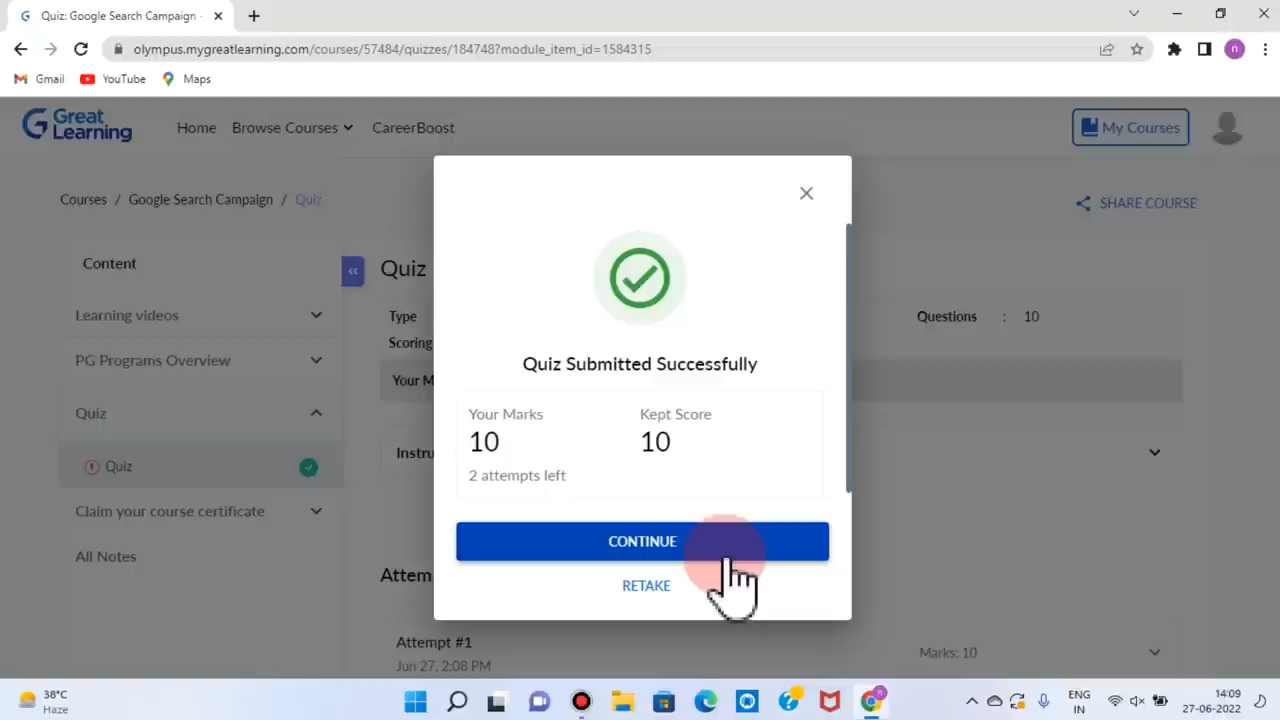 Quiz: Google Search Campaign
olympus.mygreatlearning.com/courses/57484/quizzes/184748?module_item_id=1584315
n
Gmail YouTube Maps
Great Learning
Home Browse Courses CareerBoost
My Courses
Courses / Google Search Campaign / Quiz
SHARE COURSE
Content
Learning videos
PG Programs Overview
Quiz
Quiz
Claim your course certificate
All Notes
Quiz
Type
Questions : 10
Scoring
Your M
Instru
Attem
Attempt #1
Jun 27, 2:08 PM
Marks: 10
Quiz Submitted Successfully
Your Marks Kept Score
10 10
2 attempts left
CONTINUE
RETAKE
38°C
Haze
ENG
IN
14:09
27-06-2022